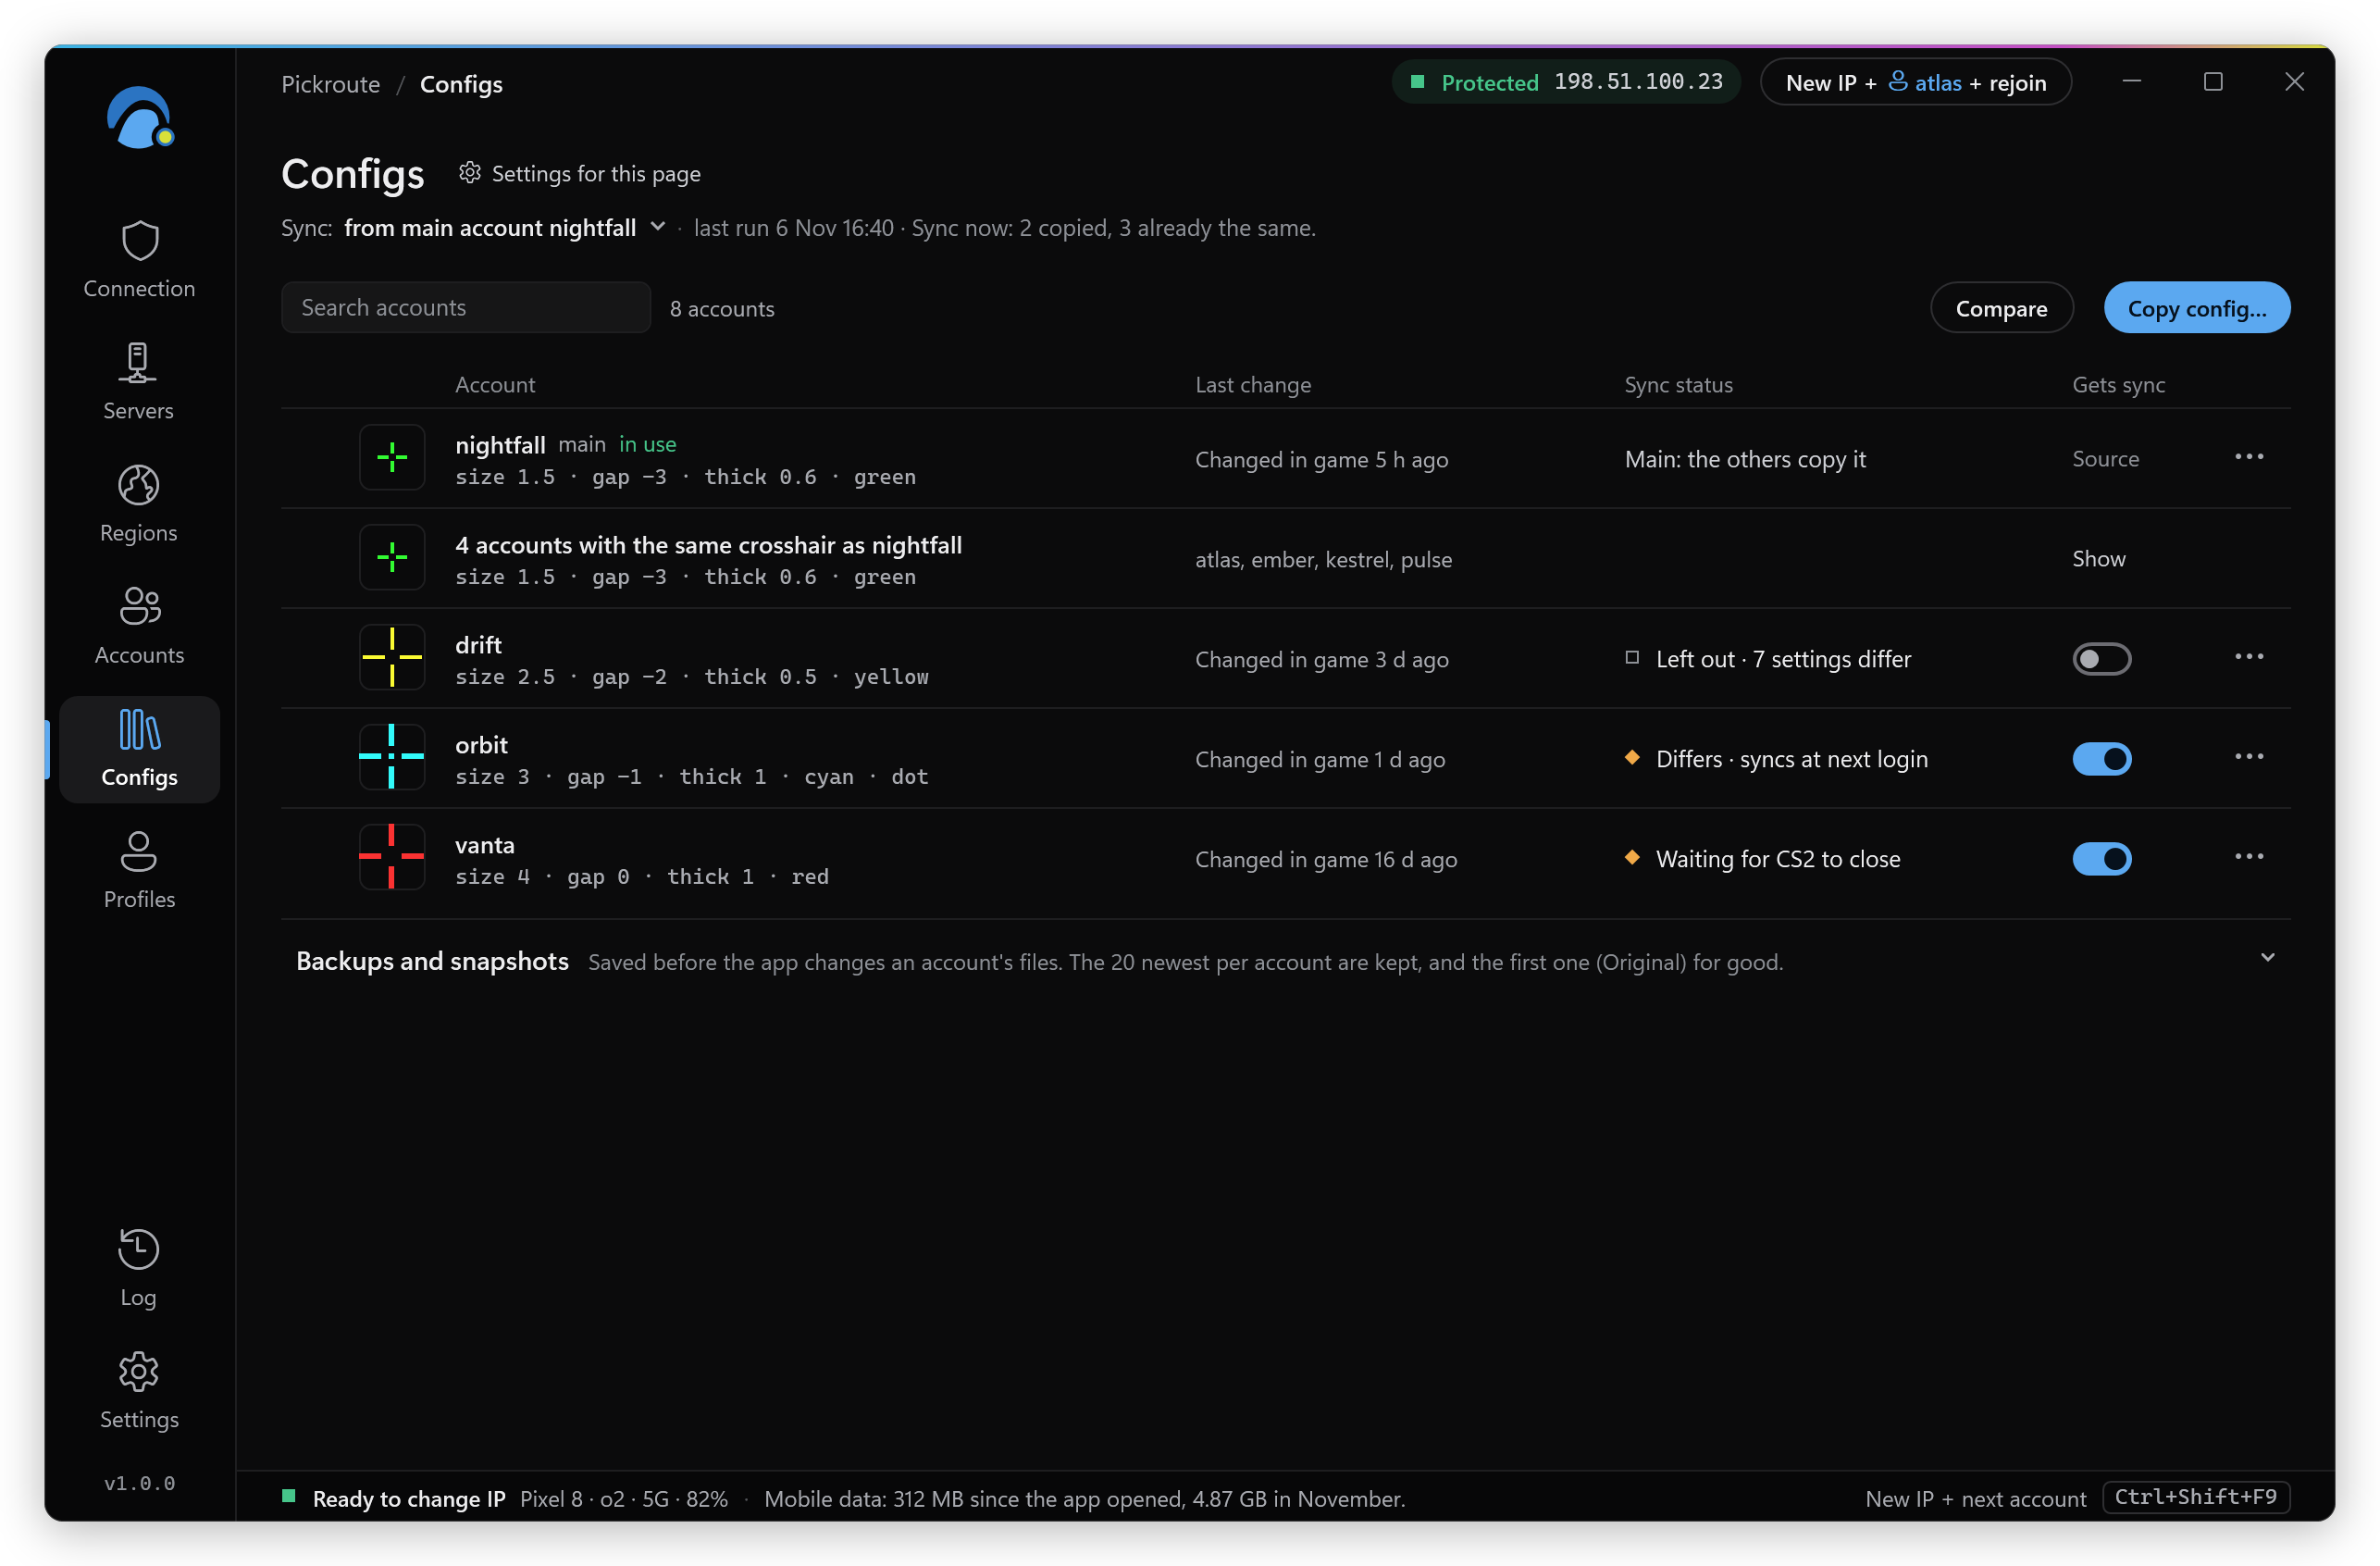 Pickroute / Configs
Protected 198.51.100.23
New IP + atlas + rejoin
Connection
Servers
Regions
Accounts
Configs
Profiles
Log
Settings
v1.0.0
Configs
Settings for this page
Sync: from main account nightfall · last run 6 Nov 16:40 · Sync now: 2 copied, 3 already the same.
Search accounts
8 accounts
Compare
Copy config...
Account Last change Sync status Gets sync
nightfall main in use
size 1.5 · gap −3 · thick 0.6 · green
Changed in game 5 h ago
Main: the others copy it
Source
4 accounts with the same crosshair as nightfall
size 1.5 · gap −3 · thick 0.6 · green
atlas, ember, kestrel, pulse
Show
drift
size 2.5 · gap −2 · thick 0.5 · yellow
Changed in game 3 d ago
Left out · 7 settings differ
orbit
size 3 · gap −1 · thick 1 · cyan · dot
Changed in game 1 d ago
Differs · syncs at next login
vanta
size 4 · gap 0 · thick 1 · red
Changed in game 16 d ago
Waiting for CS2 to close
Backups and snapshots Saved before the app changes an account's files. The 20 newest per account are kept, and the first one (Original) for good.
Ready to change IP Pixel 8 · o2 · 5G · 82% · Mobile data: 312 MB since the app opened, 4.87 GB in November.
New IP + next account Ctrl+Shift+F9